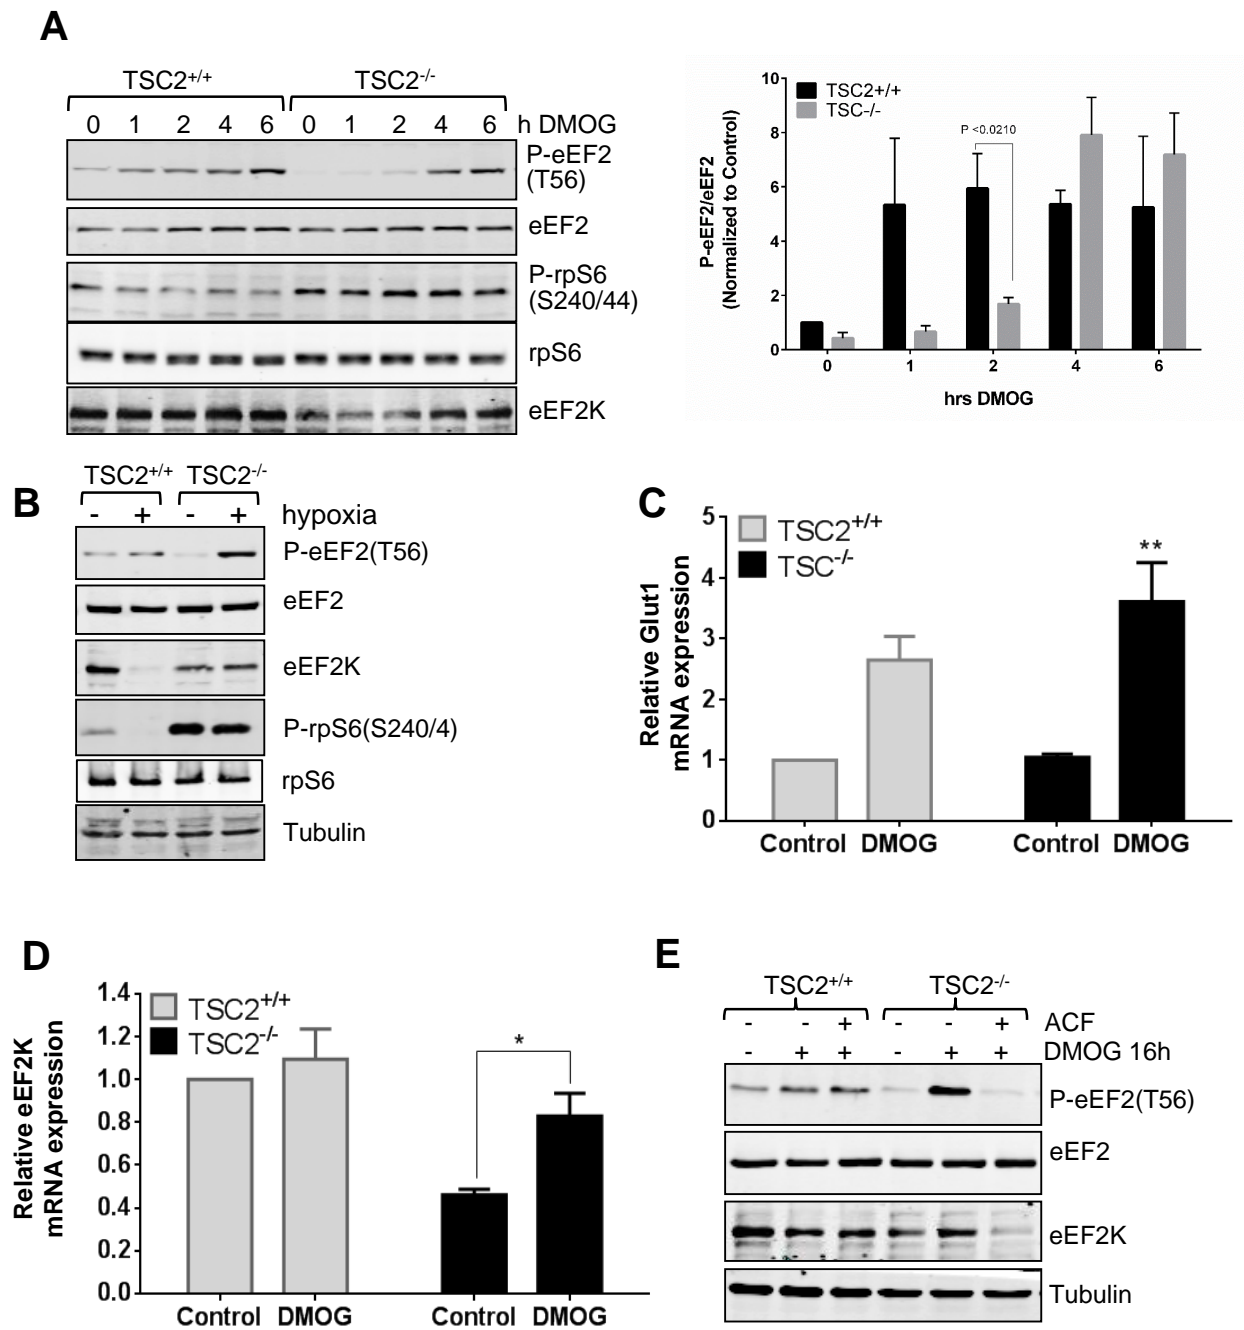 A
TSC2+/+ TSC2-/-
0 1 2 4 6 0 1 2 4 6 h DMOG
P-eEF2
(T56)
eEF2
P-rpS6
(S240/44)
rpS6
eEF2K
P-eEF2/eEF2
(Normalized to Control)
10
8
6
4
2
0
TSC2+/+
TSC-/-
P <0.0210
0 1 2 4 6
hrs DMOG
B
TSC2+/+ TSC2-/-
- + - + hypoxia
P-eEF2(T56)
eEF2
eEF2K
P-rpS6(S240/4)
rpS6
Tubulin
C
Relative Glut1
mRNA expression
5
4
3
2
1
0
TSC2+/+
TSC-/-
**
Control DMOG Control DMOG
D
Relative eEF2K
mRNA expression
1.4
1.2
1.0
0.8
0.6
0.4
0.2
0.0
TSC2+/+
TSC2-/-
*
Control DMOG Control DMOG
E
TSC2+/+ TSC2-/-
- - + - - + ACF
- + + - + + DMOG 16h
P-eEF2(T56)
eEF2
eEF2K
Tubulin